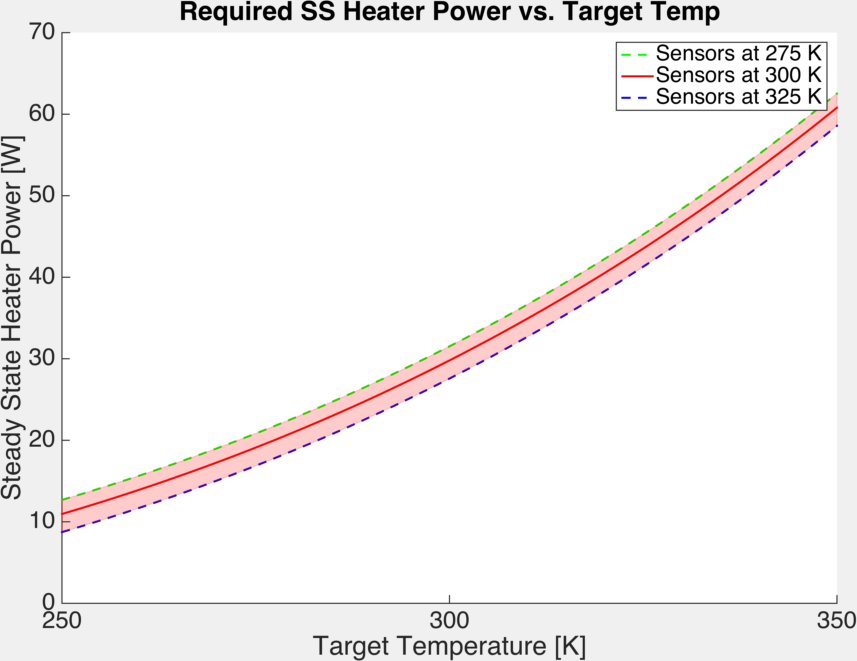 Required SS Heater Power vs. Target Temp
Sensors at 275 K
Sensors at 300 K
Sensors at 325 K
Steady State Heater Power [W]
70
60
50
40
30
20
10
0
250
300
350
Target Temperature [K]